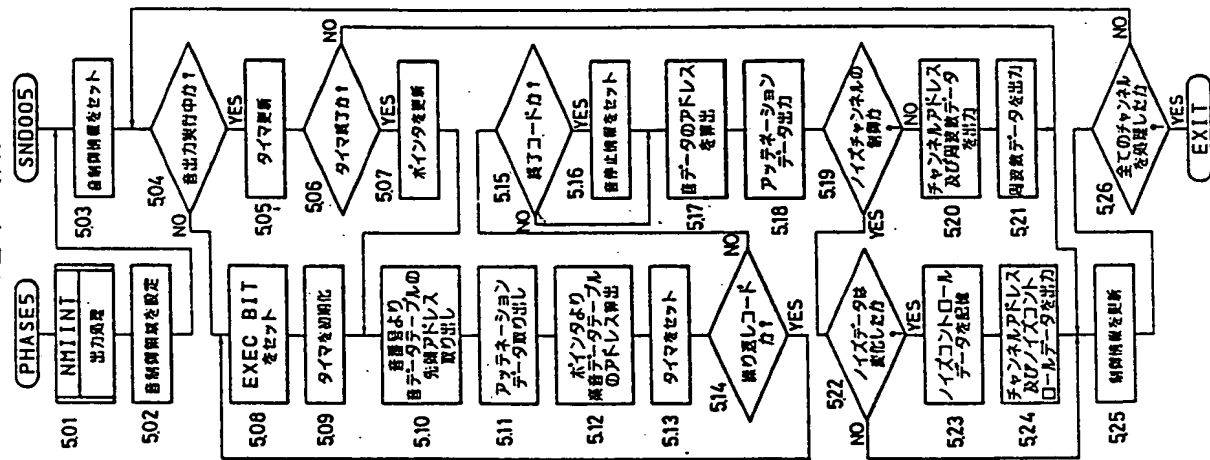 PHASE5
5.01
NMIINT
出力処理
5.02
音制御領域を設定
SND005
5.03
音制御情報をセット
5.04
音出力実行中か?
NO
YES
5.05
タイマ更新
5.06
タイマ終了か?
NO
YES
5.07
ポインタを更新
5.08
EXEC BIT
をセット
5.09
タイマを初期化
5.10
音番号より
音データテーブルの
先頭アドレス
取り出し
5.11
アッテネーション
データ取り出し
5.12
ポインタより
楽音データテーブル
のアドレス算出
5.13
タイマをセット
5.14
繰り返しコード
か?
NO
YES
5.15
終了コードか?
NO
YES
5.16
音停止情報をセット
5.17
音データのアドレス
を算出
5.18
アッテネーション
データ出力
5.19
ノイズチャンネルの
制御か
YES
NO
5.20
チャンネルアドレス
及び周波数データ
を出力
5.21
周波数データを出力
5.22
ノイズデータは
変化したか
NO
YES
5.23
ノイズコントロール
データを記憶
5.24
チャンネルアドレス
及びノイズコント
ロールデータを出力
5.25
制御情報を更新
5.26
全てのチャンネル
を処理したか
NO
YES
EXIT